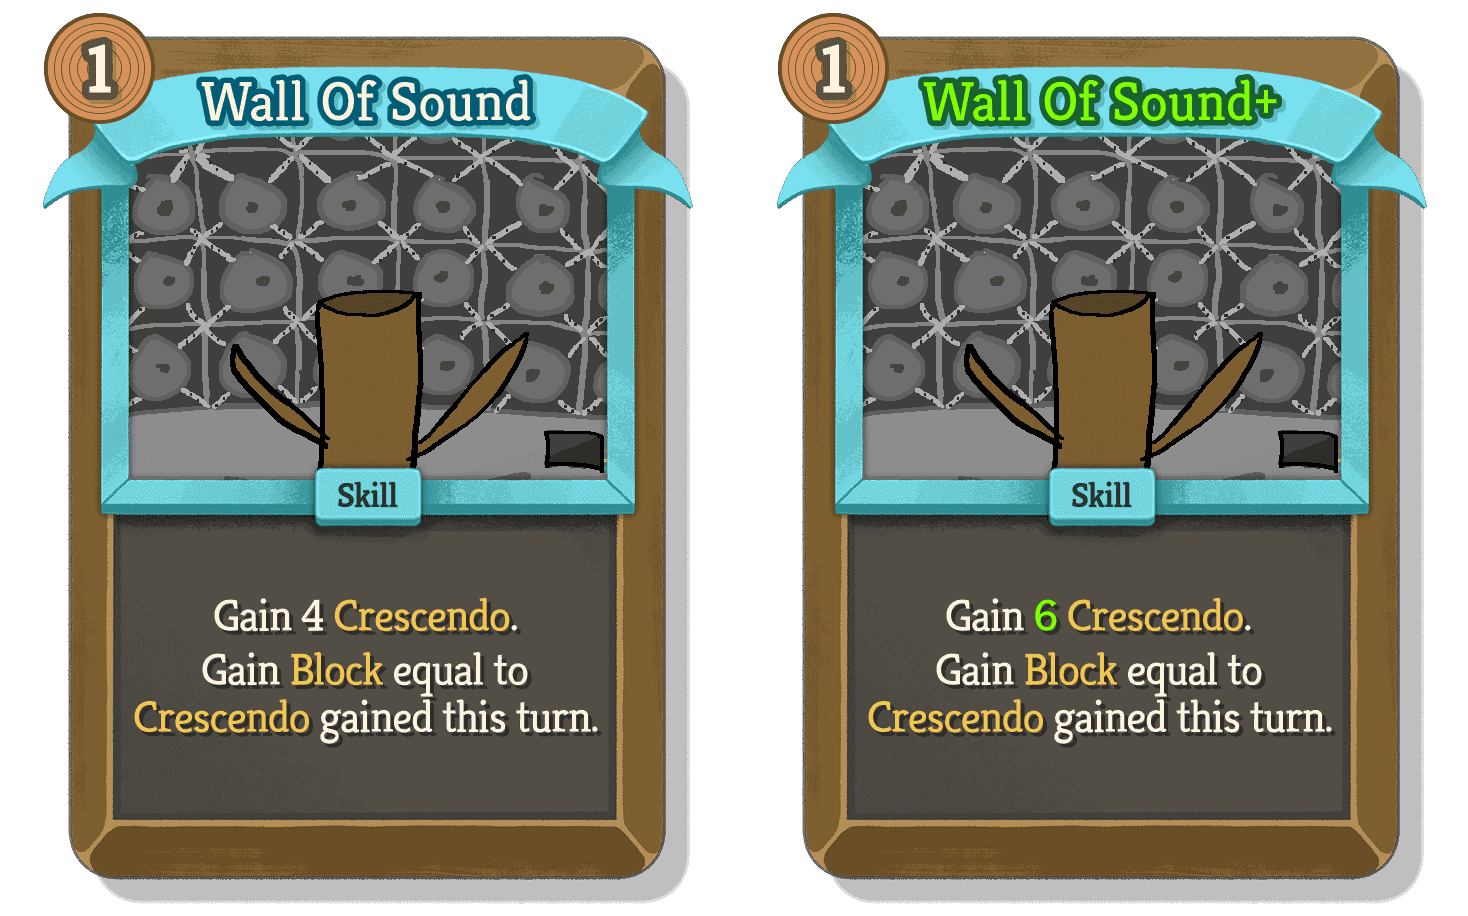 1
Wall Of Sound
Skill
Gain 4 Crescendo.
Gain Block equal to
Crescendo gained this turn.
1
Wall Of Sound+
Skill
Gain 6 Crescendo.
Gain Block equal to
Crescendo gained this turn.